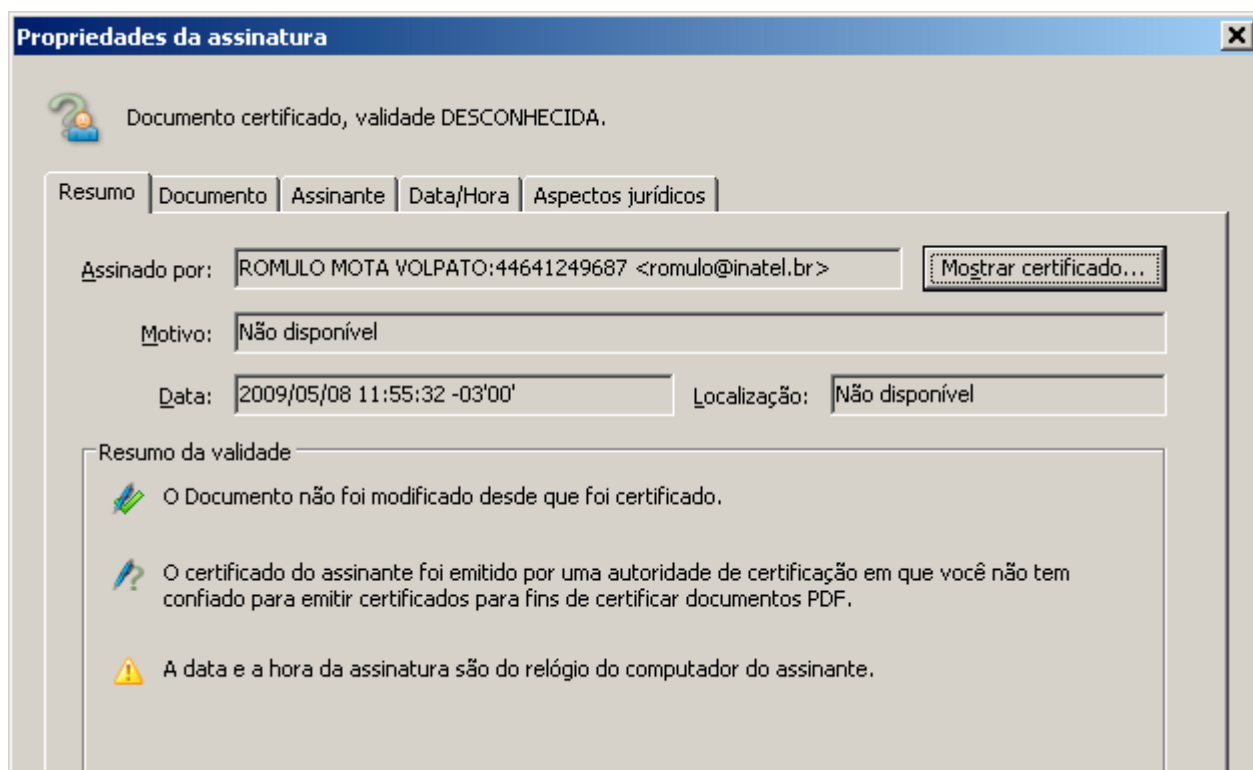 Propriedades da assinatura
Documento certificado, validade DESCONHECIDA.
Resumo Documento Assinante Data/Hora Aspectos jurídicos
Assinado por: ROMULO MOTA VOLPATO:44641249687 <romulo@inatel.br> Mostrar certificado...
Motivo: Não disponível
Data: 2009/05/08 11:55:32 -03'00' Localização: Não disponível
Resumo da validade
O Documento não foi modificado desde que foi certificado.
O certificado do assinante foi emitido por uma autoridade de certificação em que você não tem
confiado para emitir certificados para fins de certificar documentos PDF.
A data e a hora da assinatura são do relógio do computador do assinante.